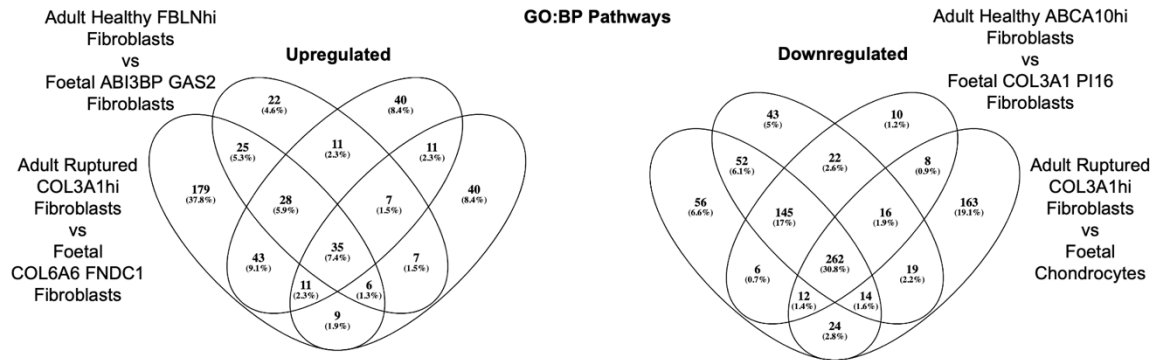 GO:BP Pathways
Adult Healthy FBLNhi
Fibroblasts
vs
Foetal ABI3BP GAS2
Fibroblasts
Adult Ruptured
COL3A1hi
Fibroblasts
vs
Foetal
COL6A6 FNDC1
Fibroblasts
Upregulated
22
(4.6%)
40
(8.4%)
25
(5.3%)
11
(2.3%)
11
(2.3%)
179
(37.8%)
28
(5.9%)
7
(1.5%)
40
(8.4%)
43
(9.1%)
35
(7.4%)
7
(1.5%)
11
(2.3%)
6
(1.3%)
9
(1.9%)
Downregulated
43
(5%)
10
(1.2%)
52
(6.1%)
22
(2.6%)
8
(0.9%)
56
(6.6%)
145
(17%)
16
(1.9%)
163
(19.1%)
6
(0.7%)
262
(30.8%)
19
(2.2%)
12
(1.4%)
14
(1.6%)
24
(2.8%)
Adult Healthy ABCA10hi
Fibroblasts
vs
Foetal COL3A1 PI16
Fibroblasts
Adult Ruptured
COL3A1hi
Fibroblasts
vs
Foetal
Chondrocytes